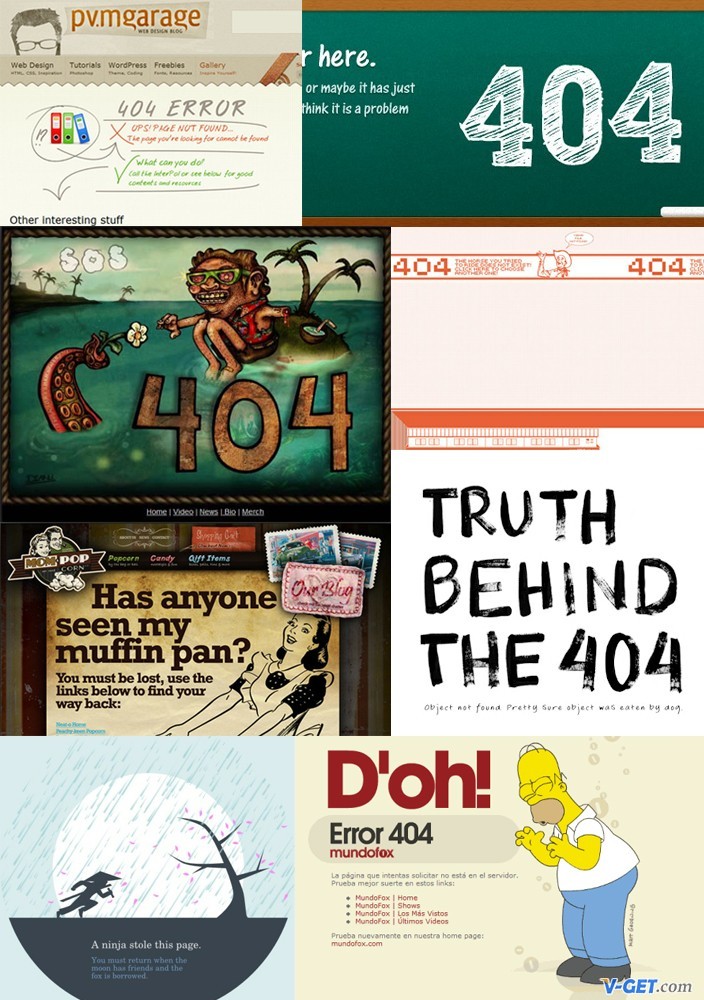 pvmgarage
WEB DESIGN BLOG
Web Design Tutorials WordPress Freebies Gallery
HTML, CSS, Inspiration Photoshop Theme, Coding Fonts, Resources Inspire Yourself!
404 ERROR
!?
UPS! PAGE NOT FOUND...
The page you're looking for cannot be found
What can you do?
Call the InterPol or see below for good
contents and resources
Other interesting stuff
r here.
or maybe it has just
think it is a problem
404
SOS
404
Home | Video | News | Bio | Merch
404 THE HORSE YOU TRIED
TO RIDE DOES NOT EXIST!
CLICK HERE TO CHOOSE
ANOTHER ONE!
404
MOM POP
CORN
Popcorn Candy Gift Items
Shopping Cart
Our Blog
Has anyone
seen my
muffin pan?
You must be lost, use the
links below to find your
way back:
TRUTH
BEHIND
THE 404
Object not found. Pretty sure object was eaten by dog.
A ninja stole this page.
You must return when the
moon has friends and the
fox is borrowed.
D'oh!
Error 404
mundofox
La página que intentas solicitar no está en el servidor.
Prueba mejor suerte en estos links:
MundoFox | Home
MundoFox | Shows
MundoFox | Los Más Vistos
MundoFox | Últimos Videos
Prueba nuevamente en nuestra home page:
mundofox.com
MATT GROENING
V-GET.com